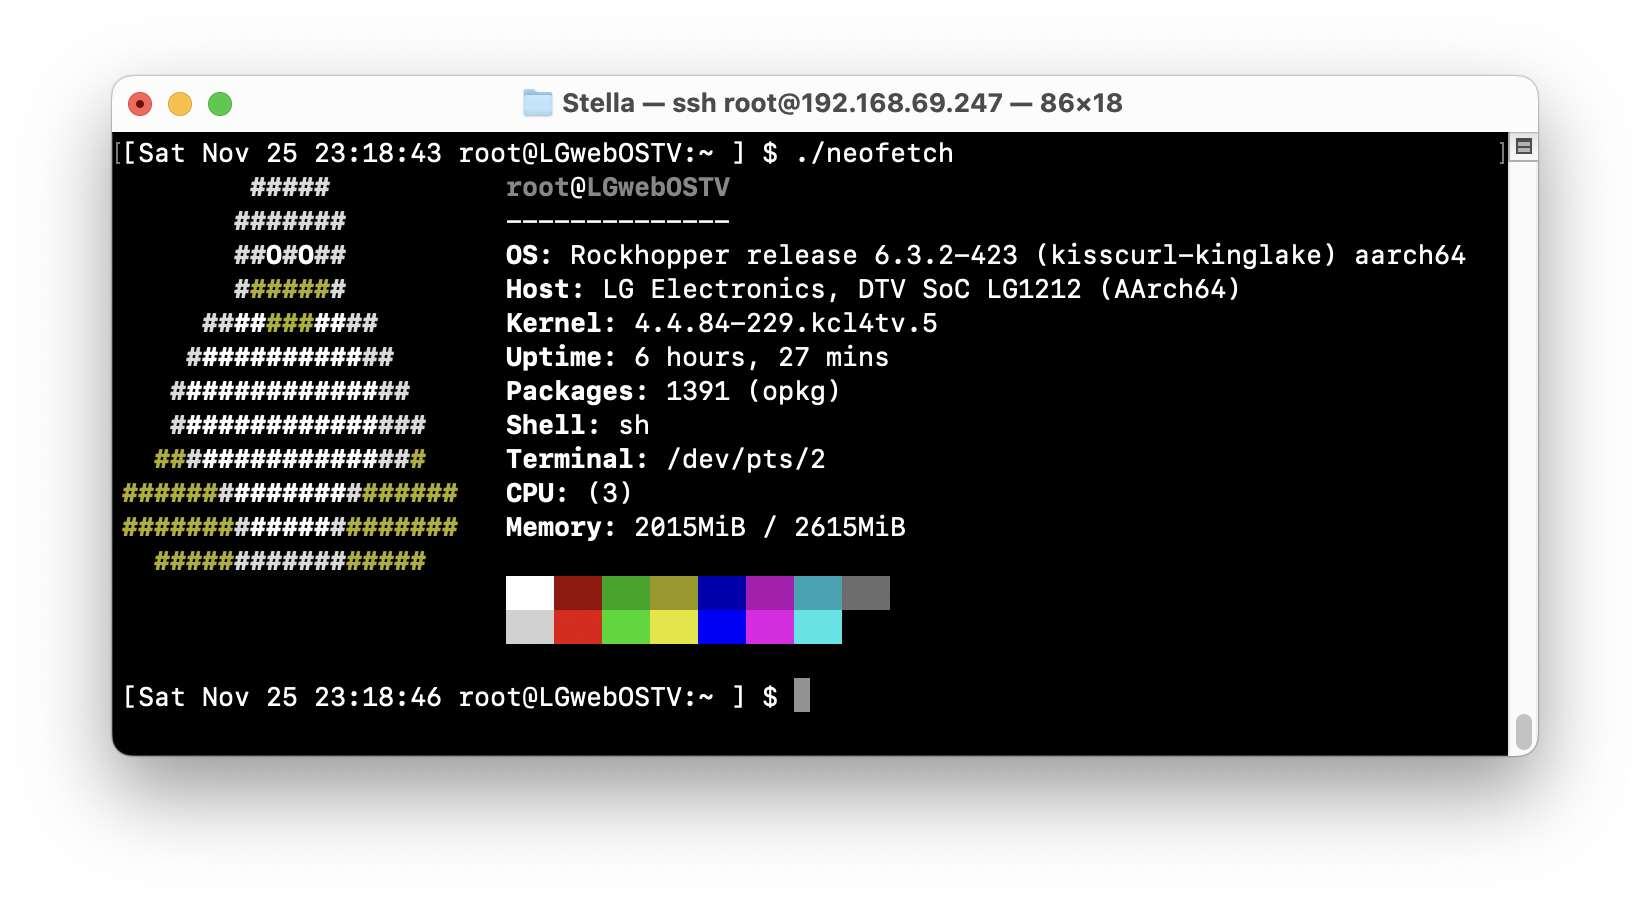 Stella — ssh root@192.168.69.247 — 86×18
[[Sat Nov 25 23:18:43 root@LGwebOSTV:~ ] $ ./neofetch ]
        #####           root@LGwebOSTV
       #######          --------------
       ##O#O##          OS: Rockhopper release 6.3.2-423 (kisscurl-kinglake) aarch64
       #######          Host: LG Electronics, DTV SoC LG1212 (AArch64)
     ###########        Kernel: 4.4.84-229.kcl4tv.5
    #############       Uptime: 6 hours, 27 mins
   ###############      Packages: 1391 (opkg)
   ################     Shell: sh
  #################     Terminal: /dev/pts/2
#####################   CPU: (3)
#####################   Memory: 2015MiB / 2615MiB
  #################
[Sat Nov 25 23:18:46 root@LGwebOSTV:~ ] $